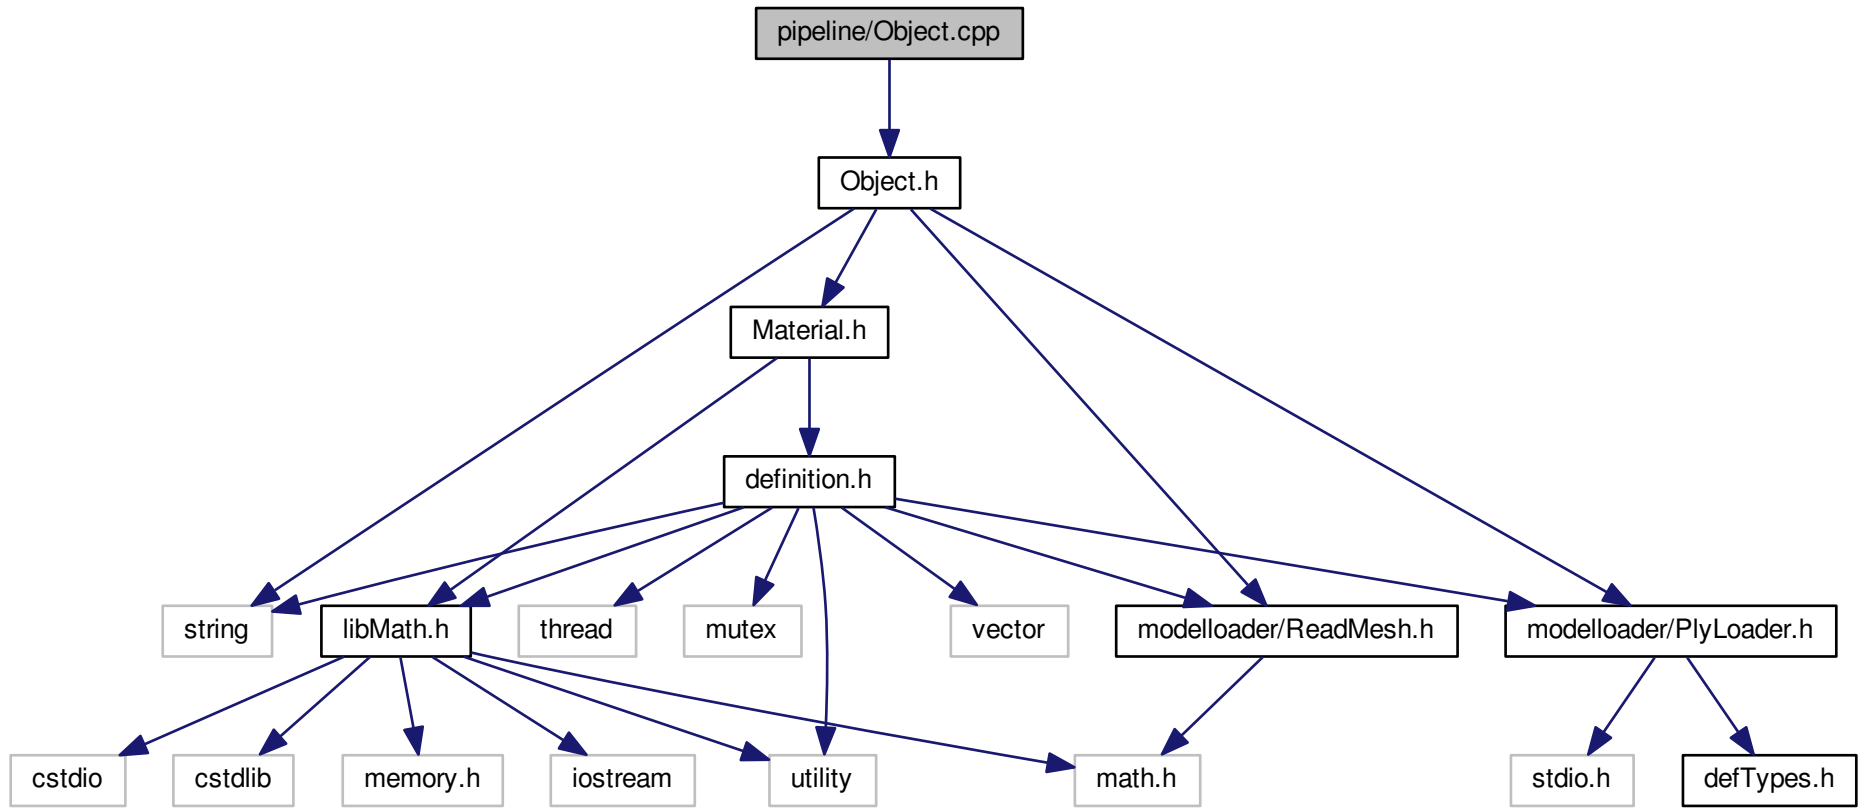 pipeline/Object.cpp
Object.h
Material.h
definition.h
string
libMath.h
thread
mutex
vector
modelloader/ReadMesh.h
modelloader/PlyLoader.h
cstdio
cstdlib
memory.h
iostream
utility
math.h
stdio.h
defTypes.h